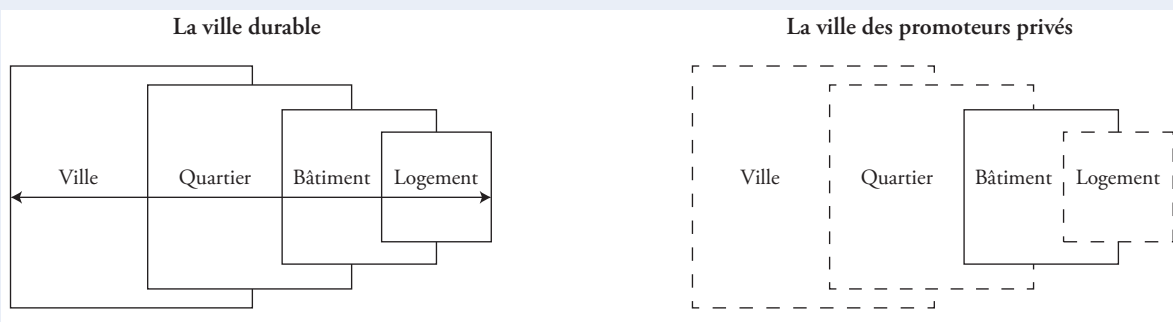 La ville durable
Ville
Quartier
Bâtiment
Logement
La ville des promoteurs privés
Ville
Quartier
Bâtiment
Logement